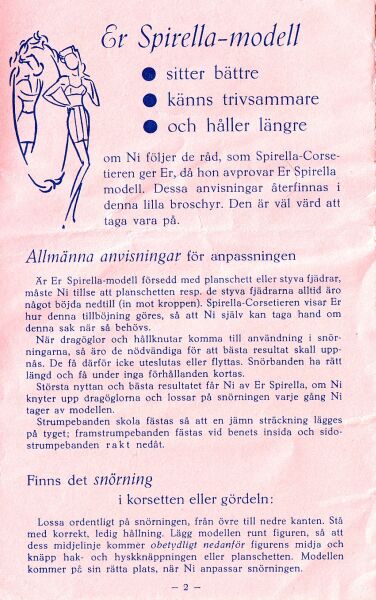 Er Spirella-modell
● sitter bättre
● känns trivsammare
● och håller längre
om Ni följer de råd, som Spirella-Corse-
tieren ger Er, då hon avprovar Er Spirella
modell. Dessa anvisningar återfinnas i
denna lilla broschyr. Den är väl värd att
taga vara på.
Allmänna anvisningar för anpassningen
Är Er Spirella-modell försedd med planschett eller styva fjädrar,
måste Ni tillse att planschetten resp. de styva fjädrarna alltid äro
något böjda nedtill (in mot kroppen). Spirella-Corsetieren visar Er
hur denna tillböjning göres, så att Ni själv kan taga hand om
denna sak när så behövs.
När dragöglor och hållknutar komma till användning i snör-
ningarna, så äro de nödvändiga för att bästa resultat skall upp-
nås. De få därför icke uteslutas eller flyttas. Snörbanden ha rätt
längd och få under inga förhållanden kortas.
Största nyttan och bästa resultatet får Ni av Er Spirella, om Ni
knyter upp dragöglorna och lossar på snörningen varje gång Ni
tager av modellen.
Strumpebanden skola fästas så att en jämn sträckning lägges
på tyget; framstrumpebanden fästas vid benets insida och sido-
strumpebanden rakt nedåt.
Finns det snörning
i korsetten eller gördeln:
Lossa ordentligt på snörningen, från övre till nedre kanten. Stå
med korrekt, ledig hållning. Lägg modellen runt figuren, så att
dess midjelinje kommer obetydligt nedanför figurens midja och
knäpp hak- och hyskknäppningen eller planschetten. Modellen
kommer på sin rätta plats, när Ni anpassar snörningen.
– 2 –